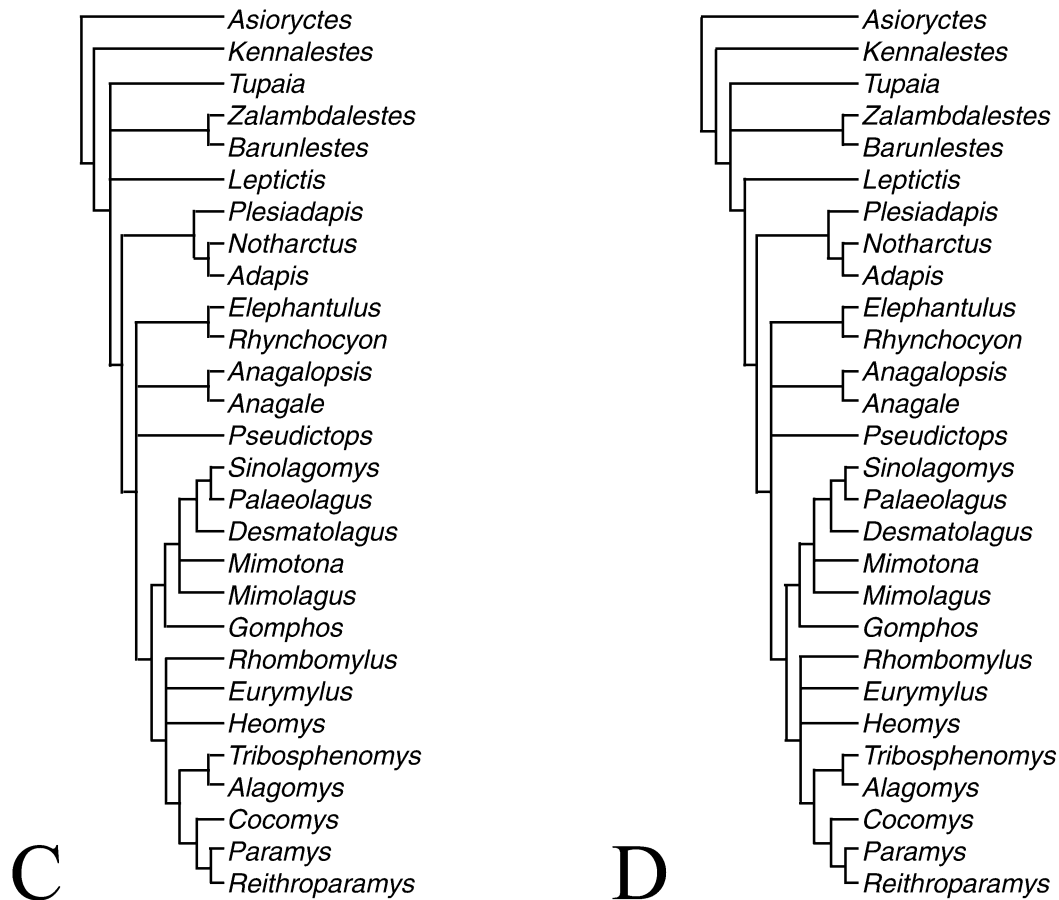 Asioryctes
Kennalestes
Tupaia
Zalambdalestes
Barunlestes
Leptictis
Plesiadapis
Notharctus
Adapis
Elephantulus
Rhynchocyon
Anagalopsis
Anagale
Pseudictops
Sinolagomys
Palaeolagus
Desmatolagus
Mimotona
Mimolagus
Gomphos
Rhombomylus
Eurymylus
Heomys
Tribosphenomys
Alagomys
Cocomys
Paramys
Reithroparamys
C
Asioryctes
Kennalestes
Tupaia
Zalambdalestes
Barunlestes
Leptictis
Plesiadapis
Notharctus
Adapis
Elephantulus
Rhynchocyon
Anagalopsis
Anagale
Pseudictops
Sinolagomys
Palaeolagus
Desmatolagus
Mimotona
Mimolagus
Gomphos
Rhombomylus
Eurymylus
Heomys
Tribosphenomys
Alagomys
Cocomys
Paramys
Reithroparamys
D